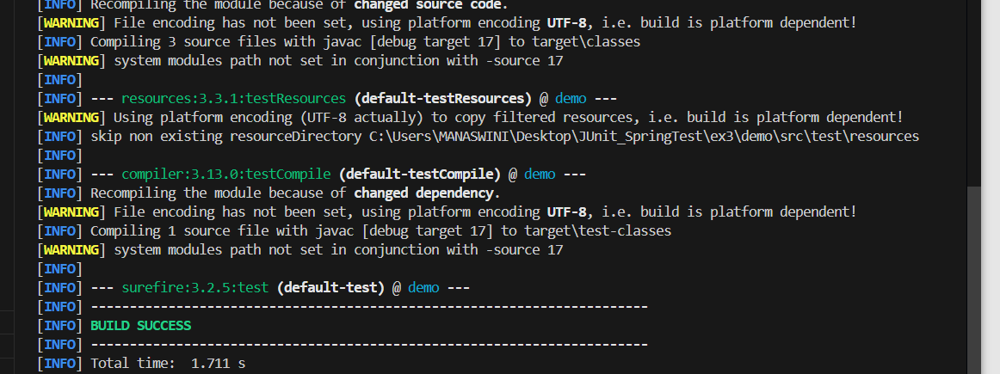 [INFO] Recompiling the module because of changed source code.
[WARNING] File encoding has not been set, using platform encoding UTF-8, i.e. build is platform dependent!
[INFO] Compiling 3 source files with javac [debug target 17] to target\classes
[WARNING] system modules path not set in conjunction with -source 17
[INFO]
[INFO] --- resources:3.3.1:testResources (default-testResources) @ demo ---
[WARNING] Using platform encoding (UTF-8 actually) to copy filtered resources, i.e. build is platform dependent!
[INFO] skip non existing resourceDirectory C:\Users\MANASWINI\Desktop\JUnit_SpringTest\ex3\demo\src\test\resources
[INFO]
[INFO] --- compiler:3.13.0:testCompile (default-testCompile) @ demo ---
[INFO] Recompiling the module because of changed dependency.
[WARNING] File encoding has not been set, using platform encoding UTF-8, i.e. build is platform dependent!
[INFO] Compiling 1 source file with javac [debug target 17] to target\test-classes
[WARNING] system modules path not set in conjunction with -source 17
[INFO]
[INFO] --- surefire:3.2.5:test (default-test) @ demo ---
[INFO] ------------------------------------------------------------------------
[INFO] BUILD SUCCESS
[INFO] ------------------------------------------------------------------------
[INFO] Total time:  1.711 s